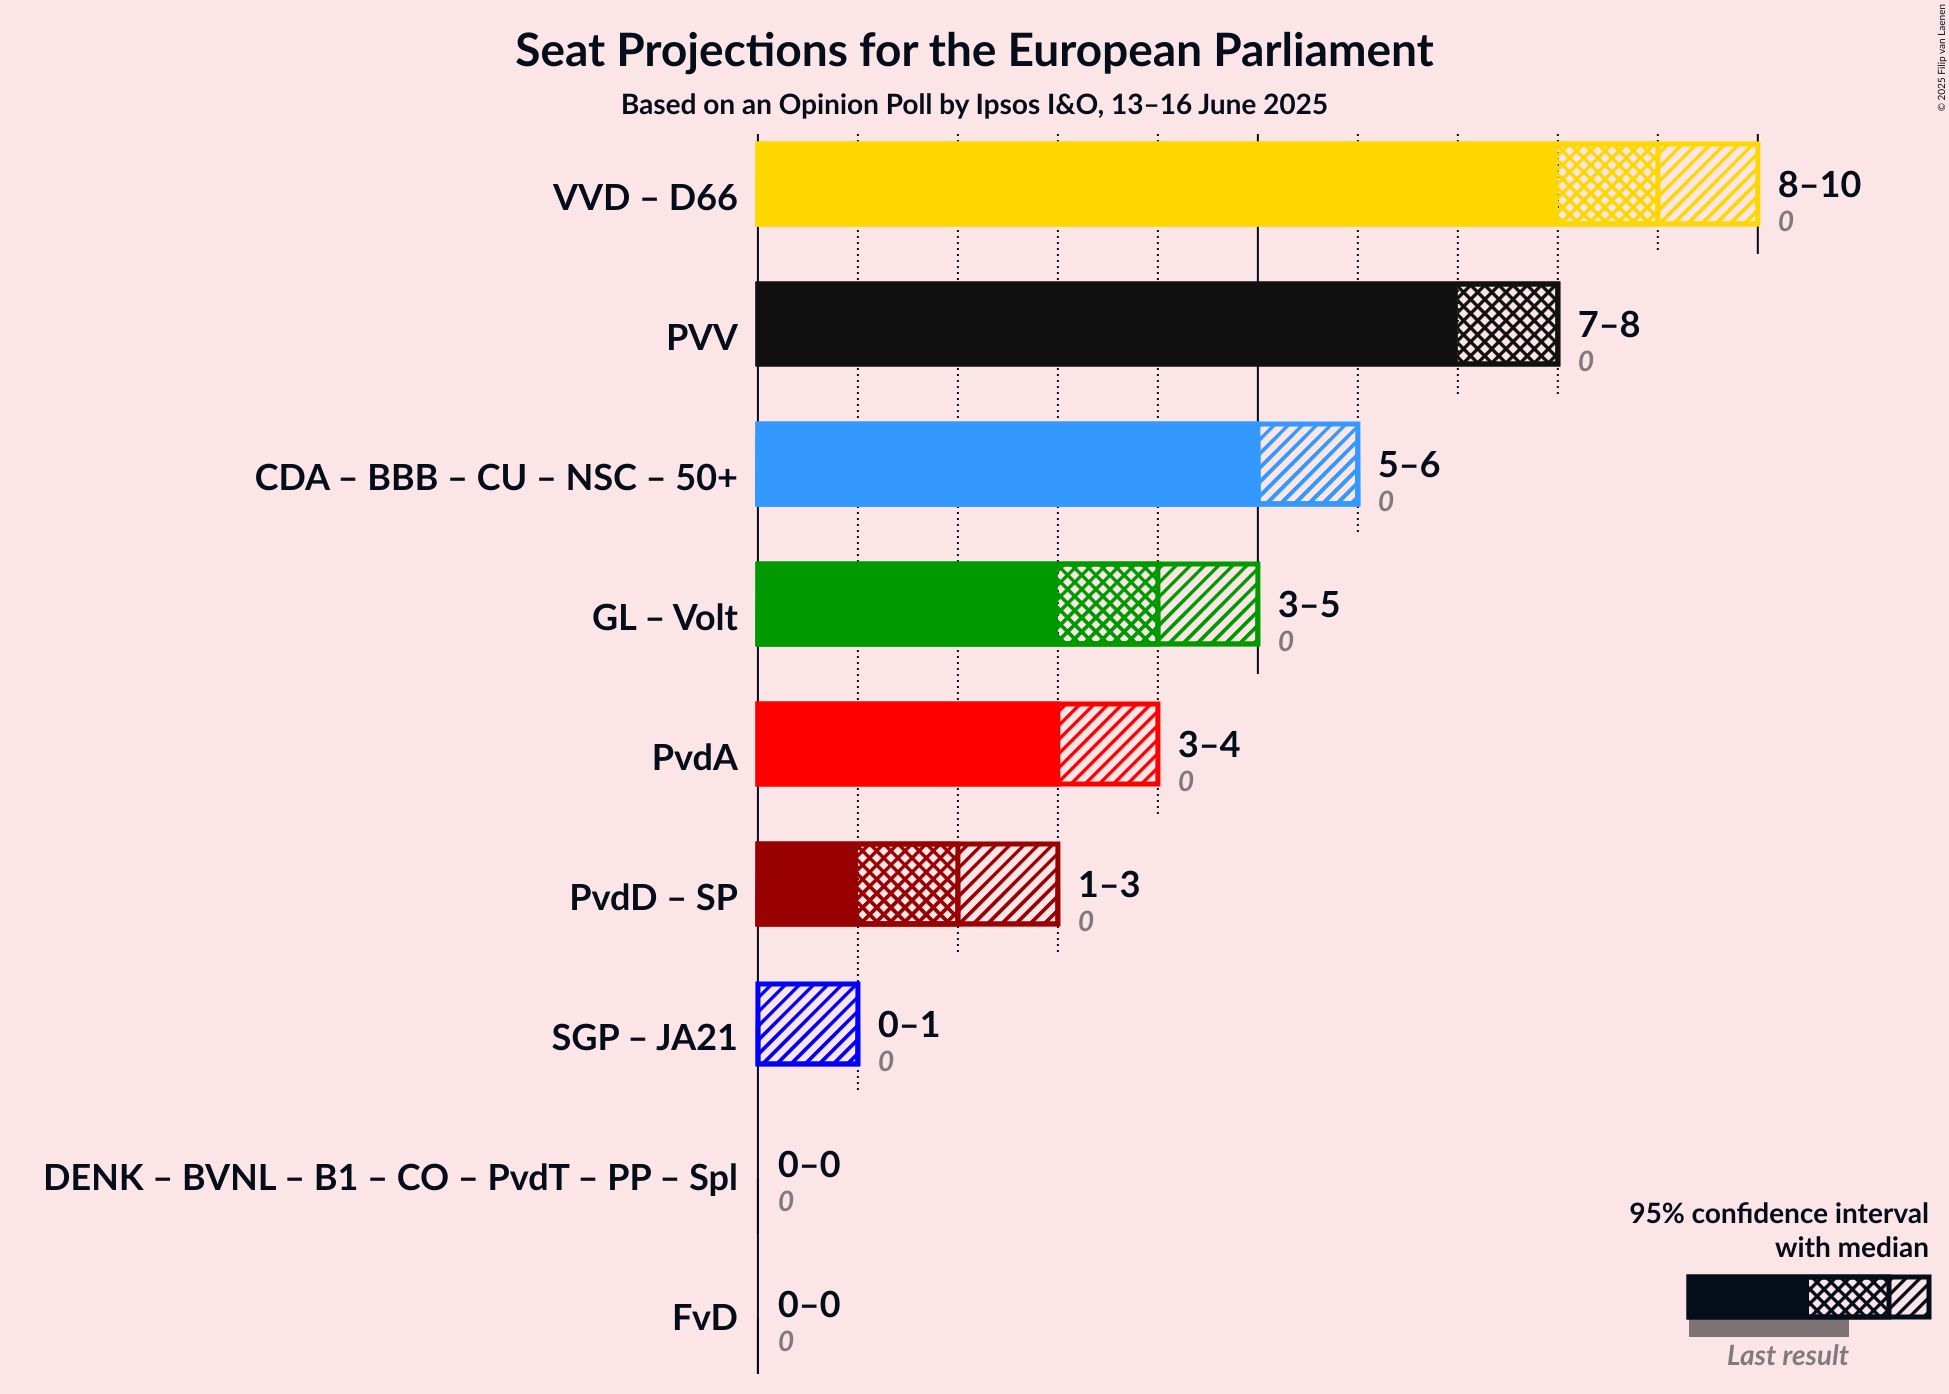 Seat Projections for the European Parliament
Based on an Opinion Poll by Ipsos I&O, 13–16 June 2025
© 2025 Filip van Laenen
VVD – D66
8–10
0
PVV
7–8
0
CDA – BBB – CU – NSC – 50+
5–6
0
GL – Volt
3–5
0
PvdA
3–4
0
PvdD – SP
1–3
0
SGP – JA21
0–1
0
DENK – BVNL – B1 – CO – PvdT – PP – Spl
0–0
0
FvD
0–0
0
95% confidence interval
with median
Last result